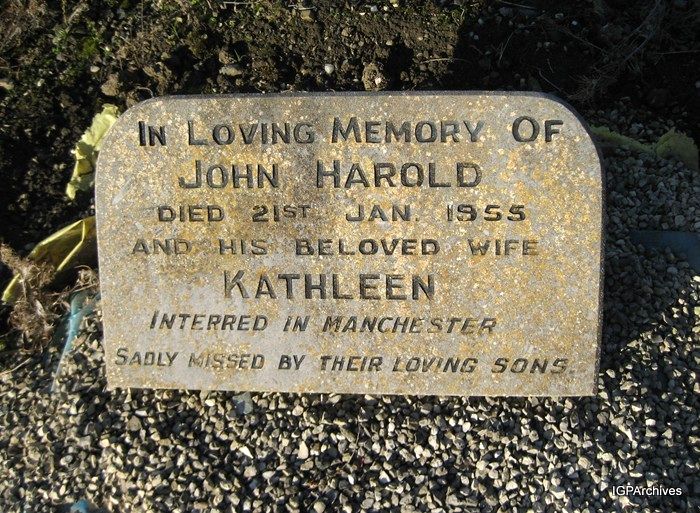 In Loving Memory Of
John Harold
Died 21st. Jan. 1955
and his beloved wife
Kathleen
Interred in Manchester
Sadly missed by their loving sons.
IGPArchives